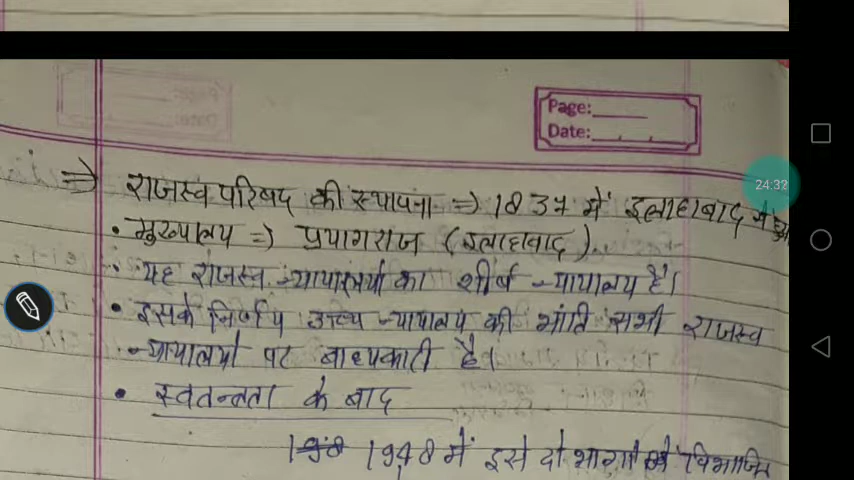 Page:
Date:
24:32
⇒ राजस्व परिषद की स्थापना ⇒ 1837 में इलाहाबाद में
• मुख्यालय ⇒ प्रयागराज (इलाहाबाद).
• यह राजस्व न्यायालयों का शीर्ष न्यायालय है।
• इसके निर्णय उच्च न्यायालय की भांति सभी राजस्व
न्यायालयों पर बाध्यकारी है।
• स्वतन्त्रता के बाद
1948 में इसे दो भागों में विभाजि